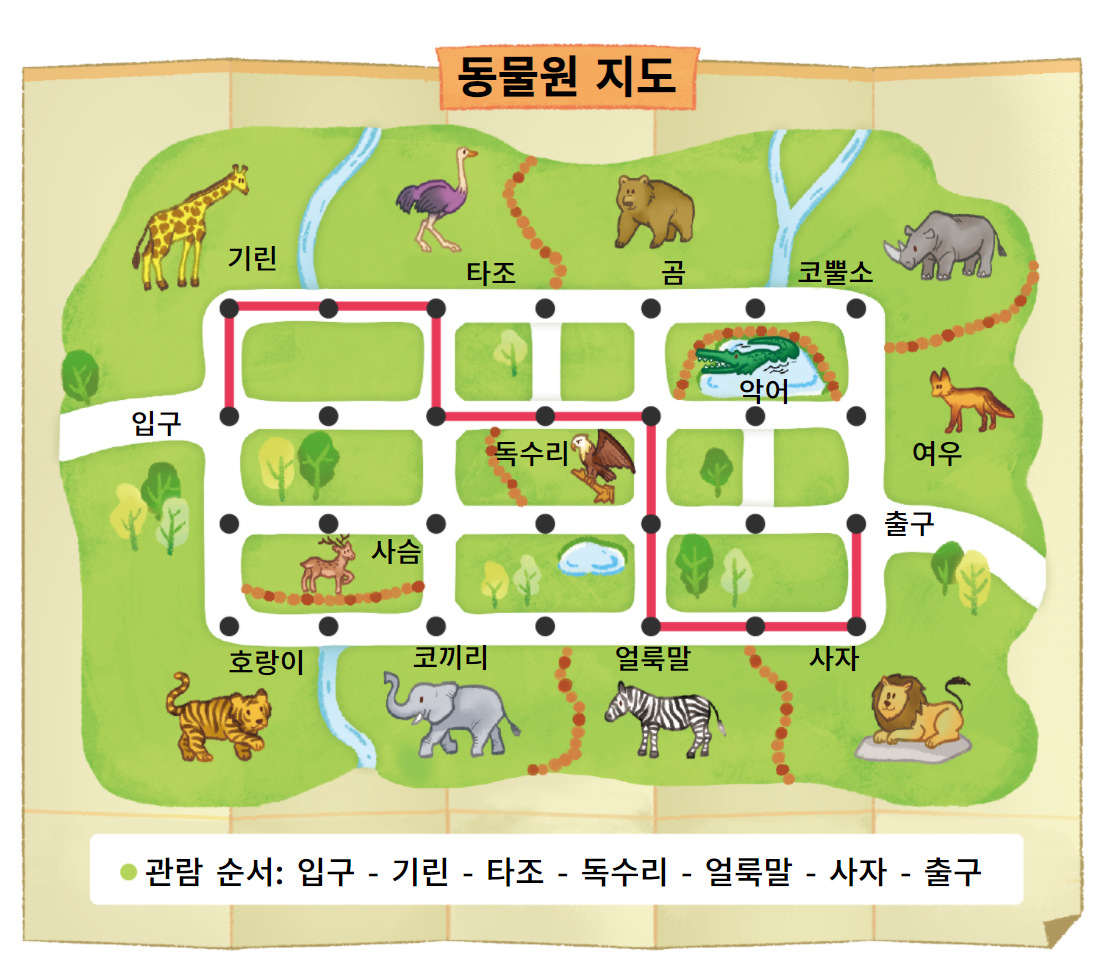 동물원 지도
기린
타조
곰
코뿔소
악어
입구
독수리
여우
출구
사슴
호랑이
코끼리
얼룩말
사자
관람 순서: 입구 - 기린 - 타조 - 독수리 - 얼룩말 - 사자 - 출구